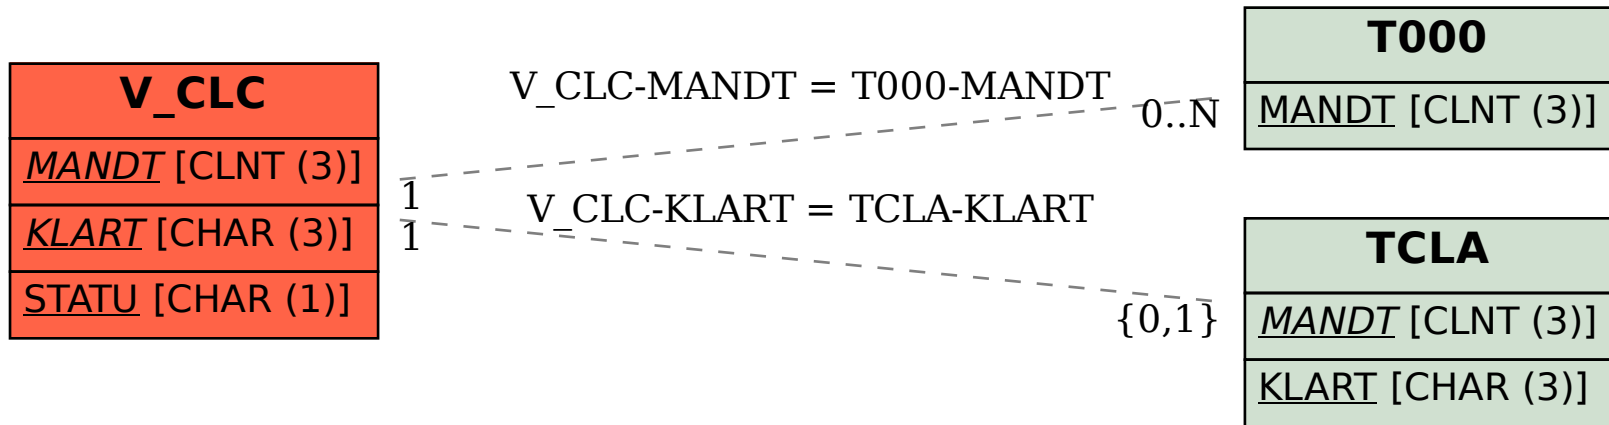 V_CLC
MANDT [CLNT (3)]
KLART [CHAR (3)]
STATU [CHAR (1)]
V_CLC-MANDT = T000-MANDT
0..N
1
V_CLC-KLART = TCLA-KLART
1
{0,1}
T000
MANDT [CLNT (3)]
TCLA
MANDT [CLNT (3)]
KLART [CHAR (3)]